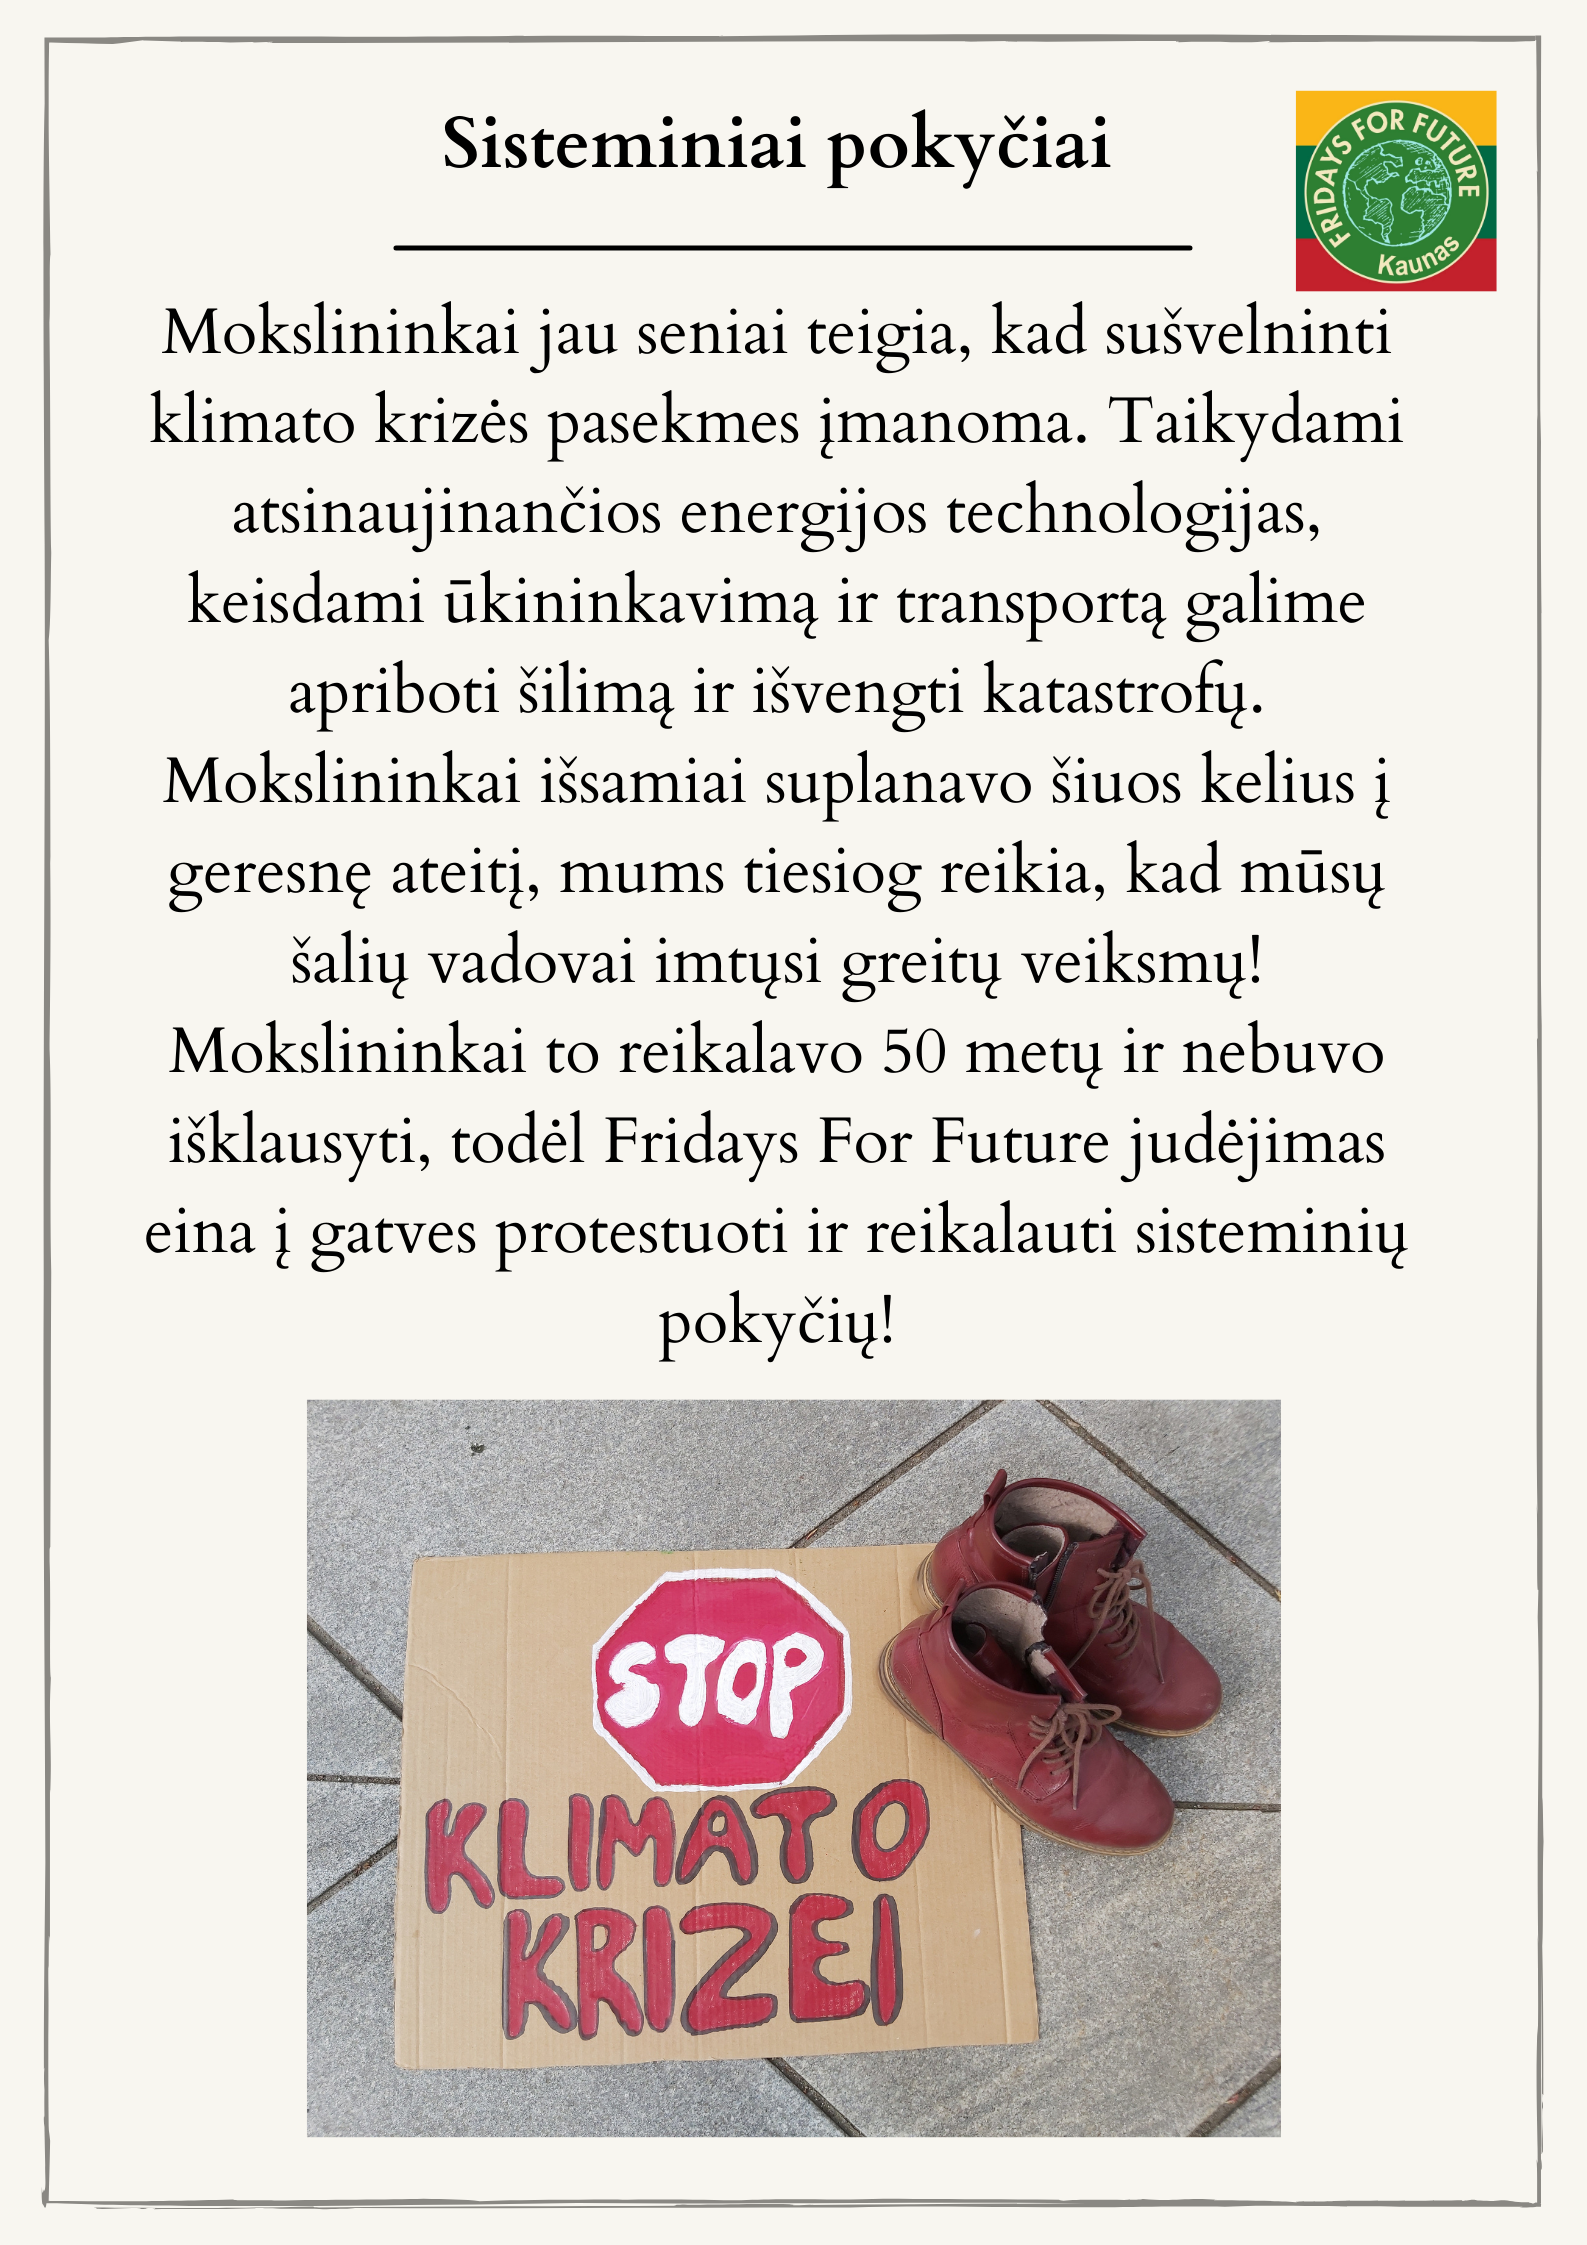 Sisteminiai pokyčiai
FRIDAYS FOR FUTURE
Kaunas
Mokslininkai jau seniai teigia, kad sušvelninti
klimato krizės pasekmes įmanoma. Taikydami
atsinaujinančios energijos technologijas,
keisdami ūkininkavimą ir transportą galime
apriboti šilimą ir išvengti katastrofų.
Mokslininkai išsamiai suplanavo šiuos kelius į
geresnę ateitį, mums tiesiog reikia, kad mūsų
šalių vadovai imtųsi greitų veiksmų!
Mokslininkai to reikalavo 50 metų ir nebuvo
išklausyti, todėl Fridays For Future judėjimas
eina į gatves protestuoti ir reikalauti sisteminių
pokyčių!
STOP
KLIMATO
KRIZEI